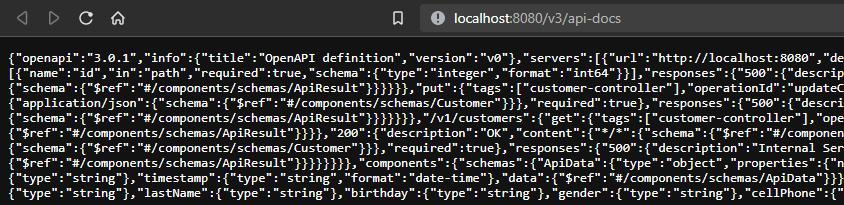 localhost:8080/v3/api-docs
{"openapi":"3.0.1","info":{"title":"OpenAPI definition","version":"v0"},"servers":[{"url":"http://localhost:8080","de
[{"name":"id","in":"path","required":true,"schema":{"type":"integer","format":"int64"}}],"responses":{"500":{"descrip
{"schema":{"$ref":"#/components/schemas/ApiResult"}}}}}},"put":{"tags":["customer-controller"],"operationId":"updateC
{"application/json":{"schema":{"$ref":"#/components/schemas/Customer"}}},"required":true},"responses":{"500":{"descri
{"schema":{"$ref":"#/components/schemas/ApiResult"}}}}}}},"/v1/customers":{"get":{"tags":["customer-controller"],"ope
"$ref":"#/components/schemas/ApiResult"}}}},"200":{"description":"OK","content":{"*/*":{"schema":{"$ref":"#/componen
{"schema":{"$ref":"#/components/schemas/Customer"}}},"required":true},"responses":{"500":{"description":"Internal Ser
"$ref":"#/components/schemas/ApiResult"}}}}}}}},"components":{"schemas":{"ApiData":{"type":"object","properties":{"n
{"type":"string"},"timestamp":{"type":"string","format":"date-time"},"data":{"$ref":"#/components/schemas/ApiData"}}}
{"type":"string"},"lastName":{"type":"string"},"birthday":{"type":"string"},"gender":{"type":"string"},"cellPhone":{"